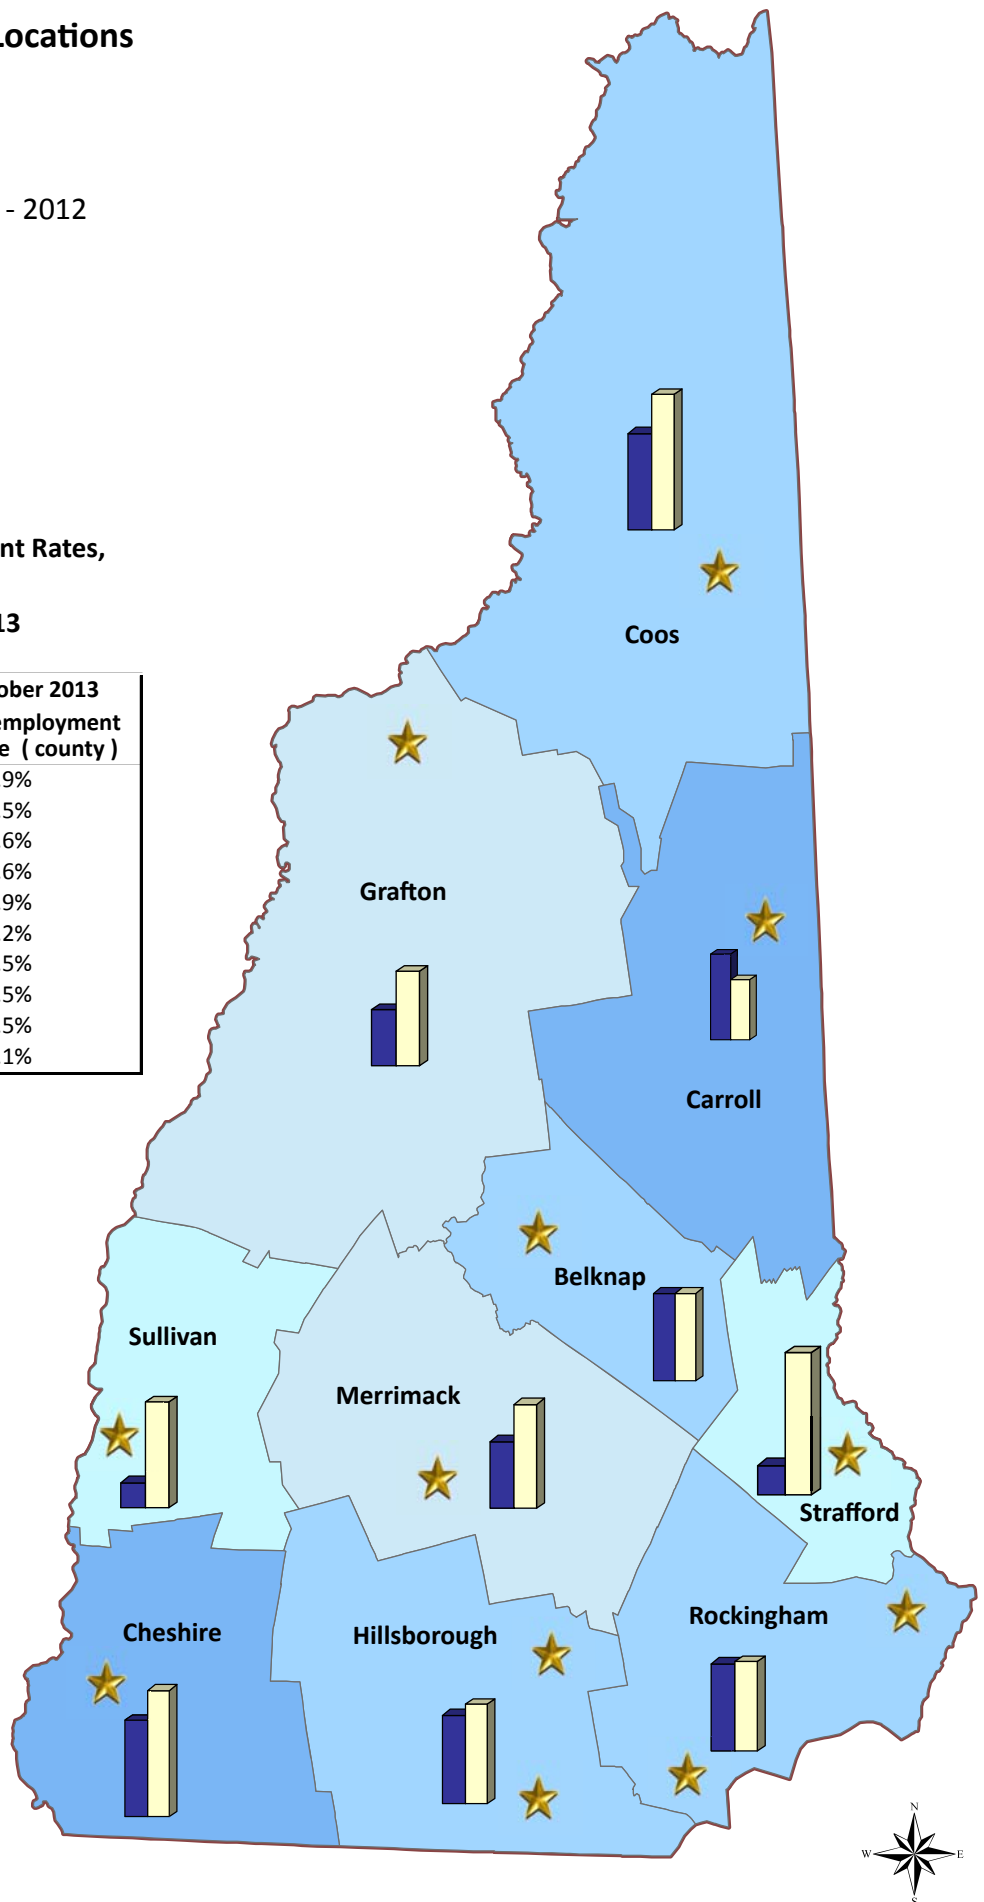 Locations
- 2012
nt Rates,
13
ober 2013
employment
e ( county )
.9%
.5%
.6%
.6%
.9%
.2%
.5%
.5%
.5%
.1%
Coos
Grafton
Carroll
Belknap
Sullivan
Merrimack
Strafford
Rockingham
Cheshire
Hillsborough
N
W E
S